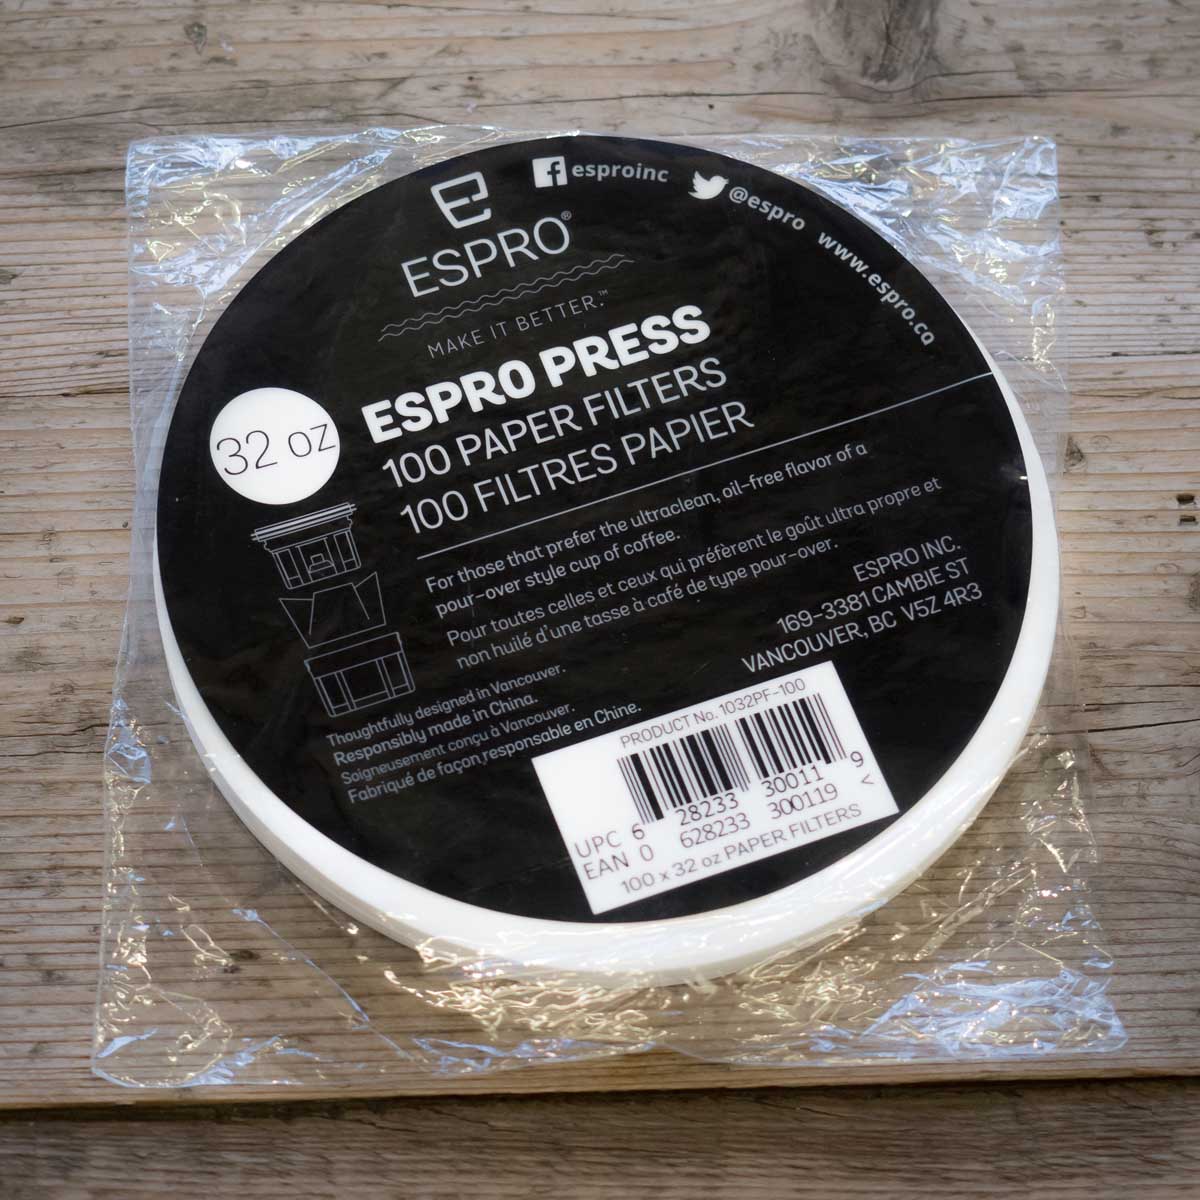 esproinc
@espro
www.espro.ca
ESPRO®
MAKE IT BETTER.™
ESPRO PRESS
100 PAPER FILTERS
100 FILTRES PAPIER
32 oz
For those that prefer the ultraclean, oil-free flavor of a
pour-over style cup of coffee.
Pour toutes celles et ceux qui préfèrent le goût ultra propre et
non huilé d'une tasse à café de type pour-over.
ESPRO INC.
169-3381 CAMBIE ST
VANCOUVER, BC V5Z 4R3
Thoughtfully designed in Vancouver.
Responsibly made in China.
Soigneusement conçu à Vancouver.
Fabriqué de façon responsable en Chine.
PRODUCT No. 1032PF-100
UPC 6 28233 30011 9
EAN 0 628233 300119 >
100 x 32 oz PAPER FILTERS